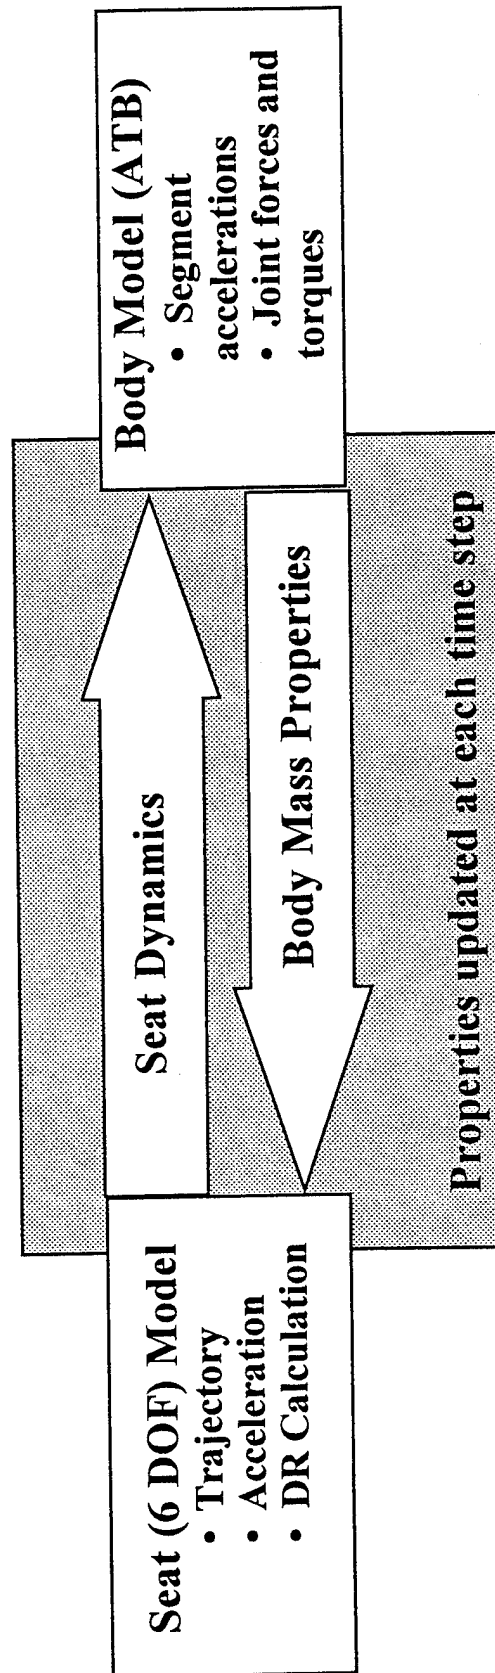 Seat (6 DOF) Model
• Trajectory
• Acceleration
• DR Calculation
Seat Dynamics
Body Mass Properties
Properties updated at each time step
Body Model (ATB)
• Segment
accelerations
• Joint forces and
torques